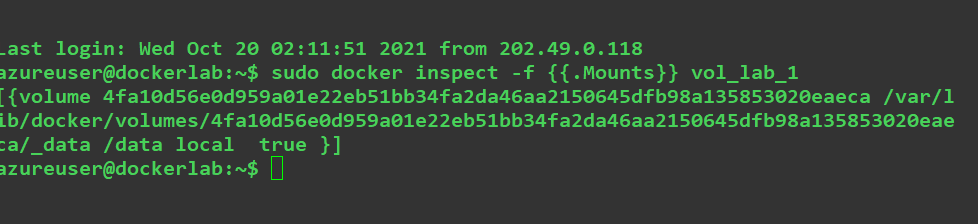 Last login: Wed Oct 20 02:11:51 2021 from 202.49.0.118
azureuser@dockerlab:~$ sudo docker inspect -f {{.Mounts}} vol_lab_1
[{volume 4fa10d56e0d959a01e22eb51bb34fa2da46aa2150645dfb98a135853020eaeca /var/l
ib/docker/volumes/4fa10d56e0d959a01e22eb51bb34fa2da46aa2150645dfb98a135853020eae
ca/_data /data local  true }]
azureuser@dockerlab:~$